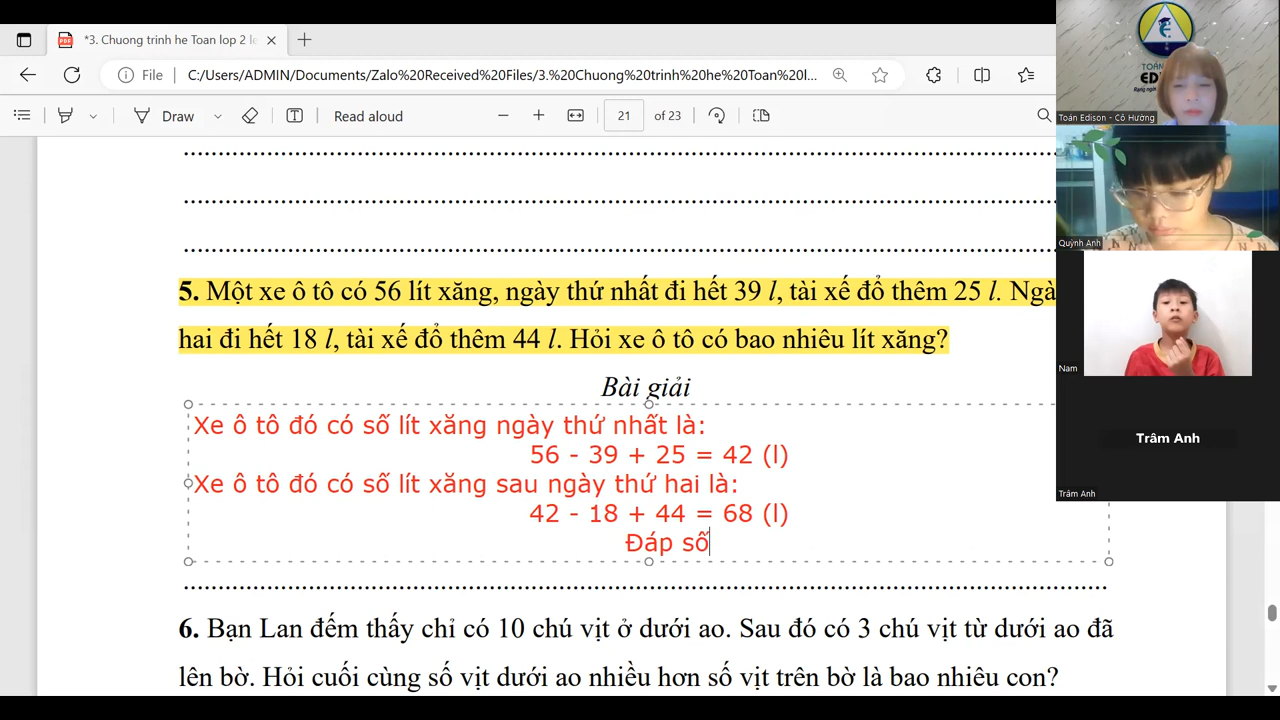 *3. Chuong trinh he Toan lop 2 le
File
C:/Users/ADMIN/Documents/Zalo%20Received%20Files/3.%20Chuong%20trinh%20he%20Toan%20l...
Draw
Read aloud
21
of 23
5. Một xe ô tô có 56 lít xăng, ngày thứ nhất đi hết 39 l, tài xế đổ thêm 25 l. Ngà
hai đi hết 18 l, tài xế đổ thêm 44 l. Hỏi xe ô tô có bao nhiêu lít xăng?
Bài giải
Xe ô tô đó có số lít xăng ngày thứ nhất là:
56 - 39 + 25 = 42 (l)
Xe ô tô đó có số lít xăng sau ngày thứ hai là:
42 - 18 + 44 = 68 (l)
Đáp số
6. Bạn Lan đếm thấy chỉ có 10 chú vịt ở dưới ao. Sau đó có 3 chú vịt từ dưới ao đã
lên bờ. Hỏi cuối cùng số vịt dưới ao nhiều hơn số vịt trên bờ là bao nhiêu con?
Toán Edison - Cô Hường
Quỳnh Anh
Nam
Trâm Anh
Trâm Anh